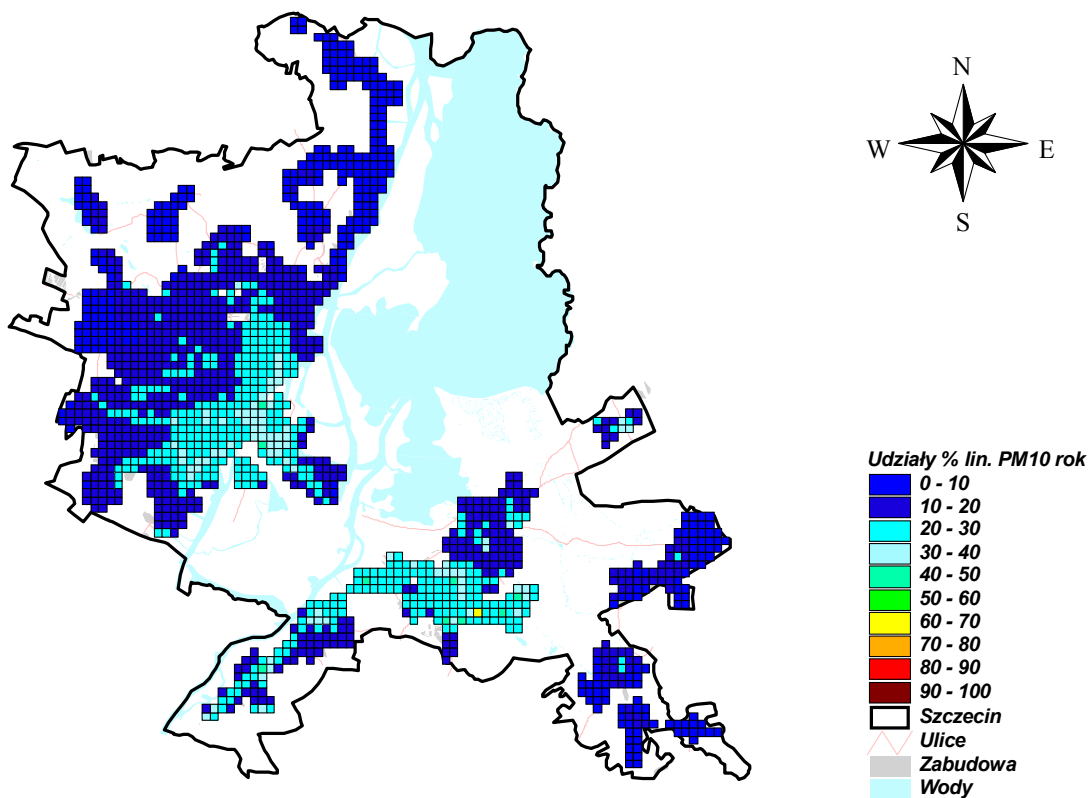 N
W E
S
Udziały % lin. PM10 rok
0 - 10
10 - 20
20 - 30
30 - 40
40 - 50
50 - 60
60 - 70
70 - 80
80 - 90
90 - 100
Szczecin
Ulice
Zabudowa
Wody